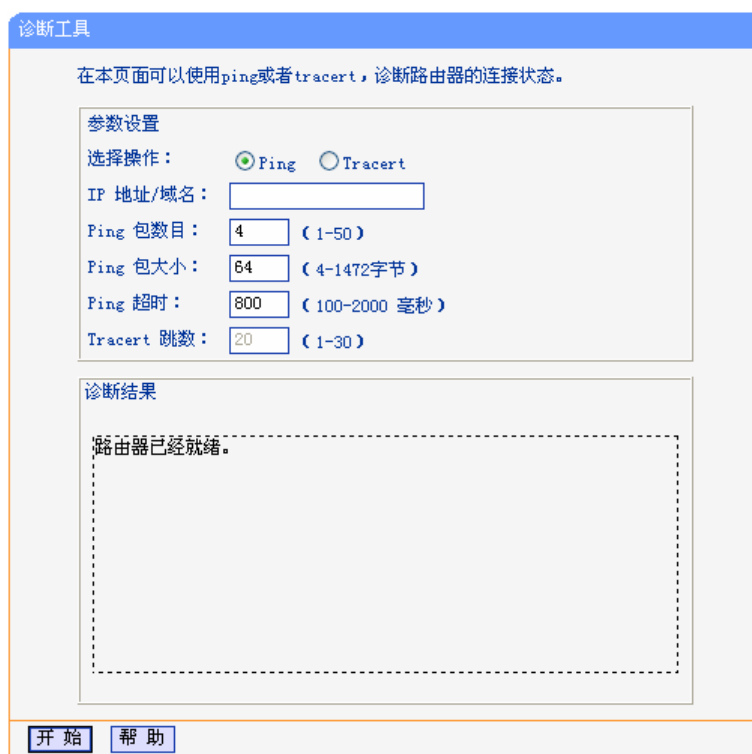 诊断工具
在本页面可以使用ping或者tracert，诊断路由器的连接状态。
参数设置
选择操作： Ping Tracert
IP 地址/域名：
Ping 包数目： 4 （1-50）
Ping 包大小： 64 （4-1472字节）
Ping 超时： 800 （100-2000 毫秒）
Tracert 跳数： 20 （1-30）
诊断结果
路由器已经就绪。
开 始 帮 助